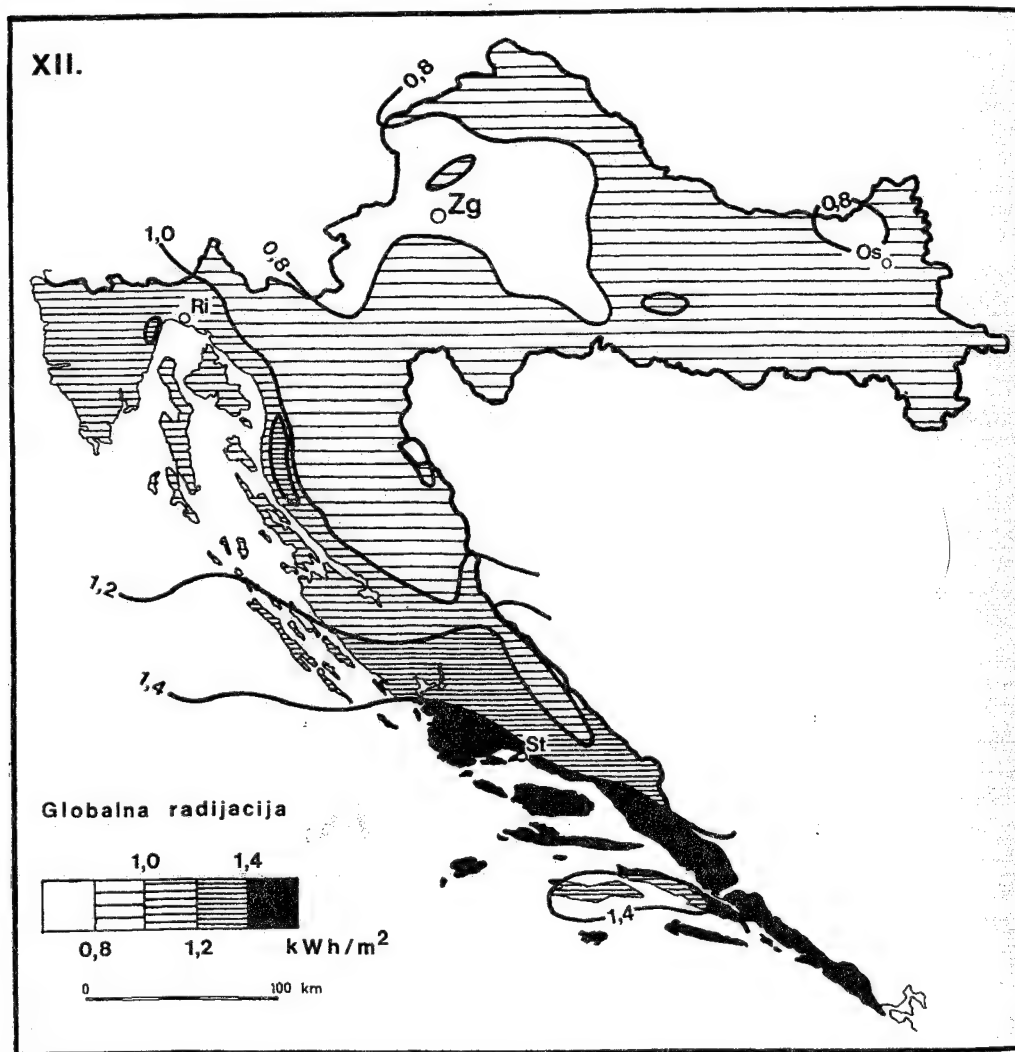 XII.
0,8
Zg
1,0
0,8
0,8
Os
Ri
1,2
1,4
St
Globalna radijacija
1,0 1,4
0,8 1,2 kWh/m²
1,4
0 100 km